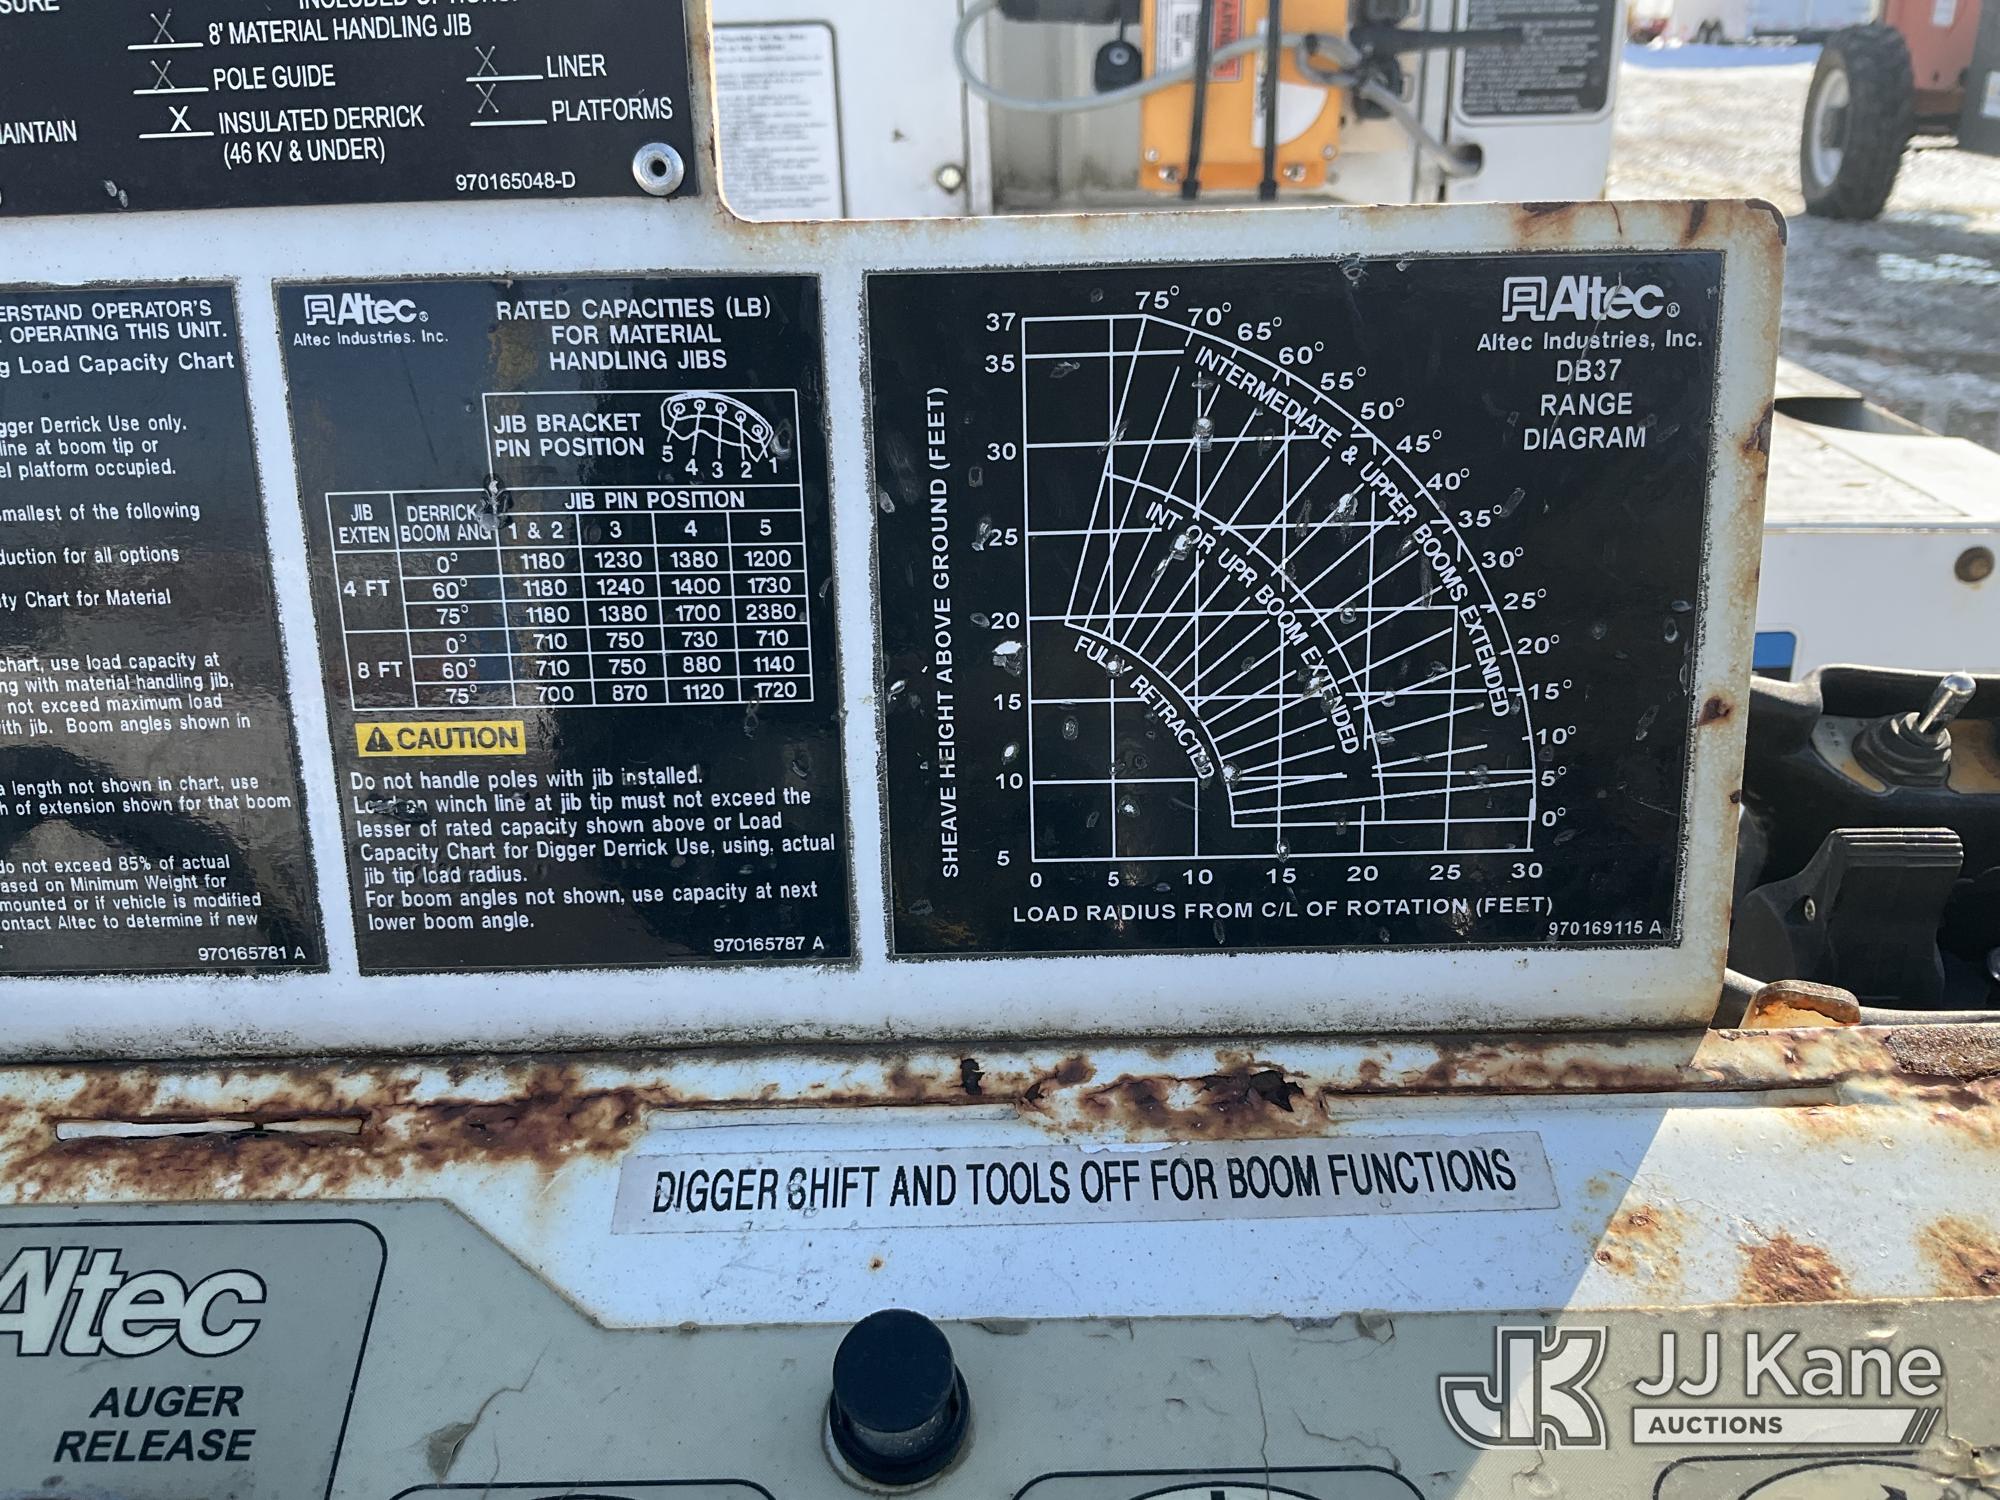 SURE
8' MATERIAL HANDLING JIB
X POLE GUIDE
X LINER
X INSULATED DERRICK
(46 KV & UNDER)
X PLATFORMS
970165048-D
OPERATOR'S
OPERATING THIS UNIT.
Load Capacity Chart
Derrick Use only.
line at boom tip or
platform occupied.
smallest of the following
for all options
Chart for Material
chart, use load capacity at
with material handling jib,
not exceed maximum load
with jib. Boom angles shown in
a length not shown in chart, use
of extension shown for that boom
do not exceed 85% of actual
based on Minimum Weight for
mounted or if vehicle is modified
contact Altec to determine if new
970165781 A
Altec®
Altec Industries, Inc.
RATED CAPACITIES (LB)
FOR MATERIAL
HANDLING JIBS
JIB BRACKET
PIN POSITION
5 4 3 2 1
JIB EXTEN DERRICK BOOM ANG JIB PIN POSITION
1 & 2 3 4 5
4 FT 0° 1180 1230 1380 1200
60° 1180 1240 1400 1730
75° 1180 1380 1700 2380
8 FT 0° 710 750 730 710
60° 710 750 880 1140
75° 700 870 1120 1720
CAUTION
Do not handle poles with jib installed.
Load on winch line at jib tip must not exceed the
lesser of rated capacity shown above or Load
Capacity Chart for Digger Derrick Use, using, actual
jib tip load radius.
For boom angles not shown, use capacity at next
lower boom angle.
970165787 A
Altec®
Altec Industries, Inc.
DB37
RANGE
DIAGRAM
75° 70° 65° 60° 55° 50° 45° 40° 35° 30° 25° 20° 15° 10° 5° 0°
37
35
30
25
20
15
10
5
SHEAVE HEIGHT ABOVE GROUND (FEET)
INTERMEDIATE & UPPER BOOMS EXTENDED
INT OR UPR BOOM EXTENDED
FULLY RETRACTED
0 5 10 15 20 25 30
LOAD RADIUS FROM C/L OF ROTATION (FEET)
970169115 A
DIGGER SHIFT AND TOOLS OFF FOR BOOM FUNCTIONS
Altec
AUGER
RELEASE
JK JJ Kane
AUCTIONS